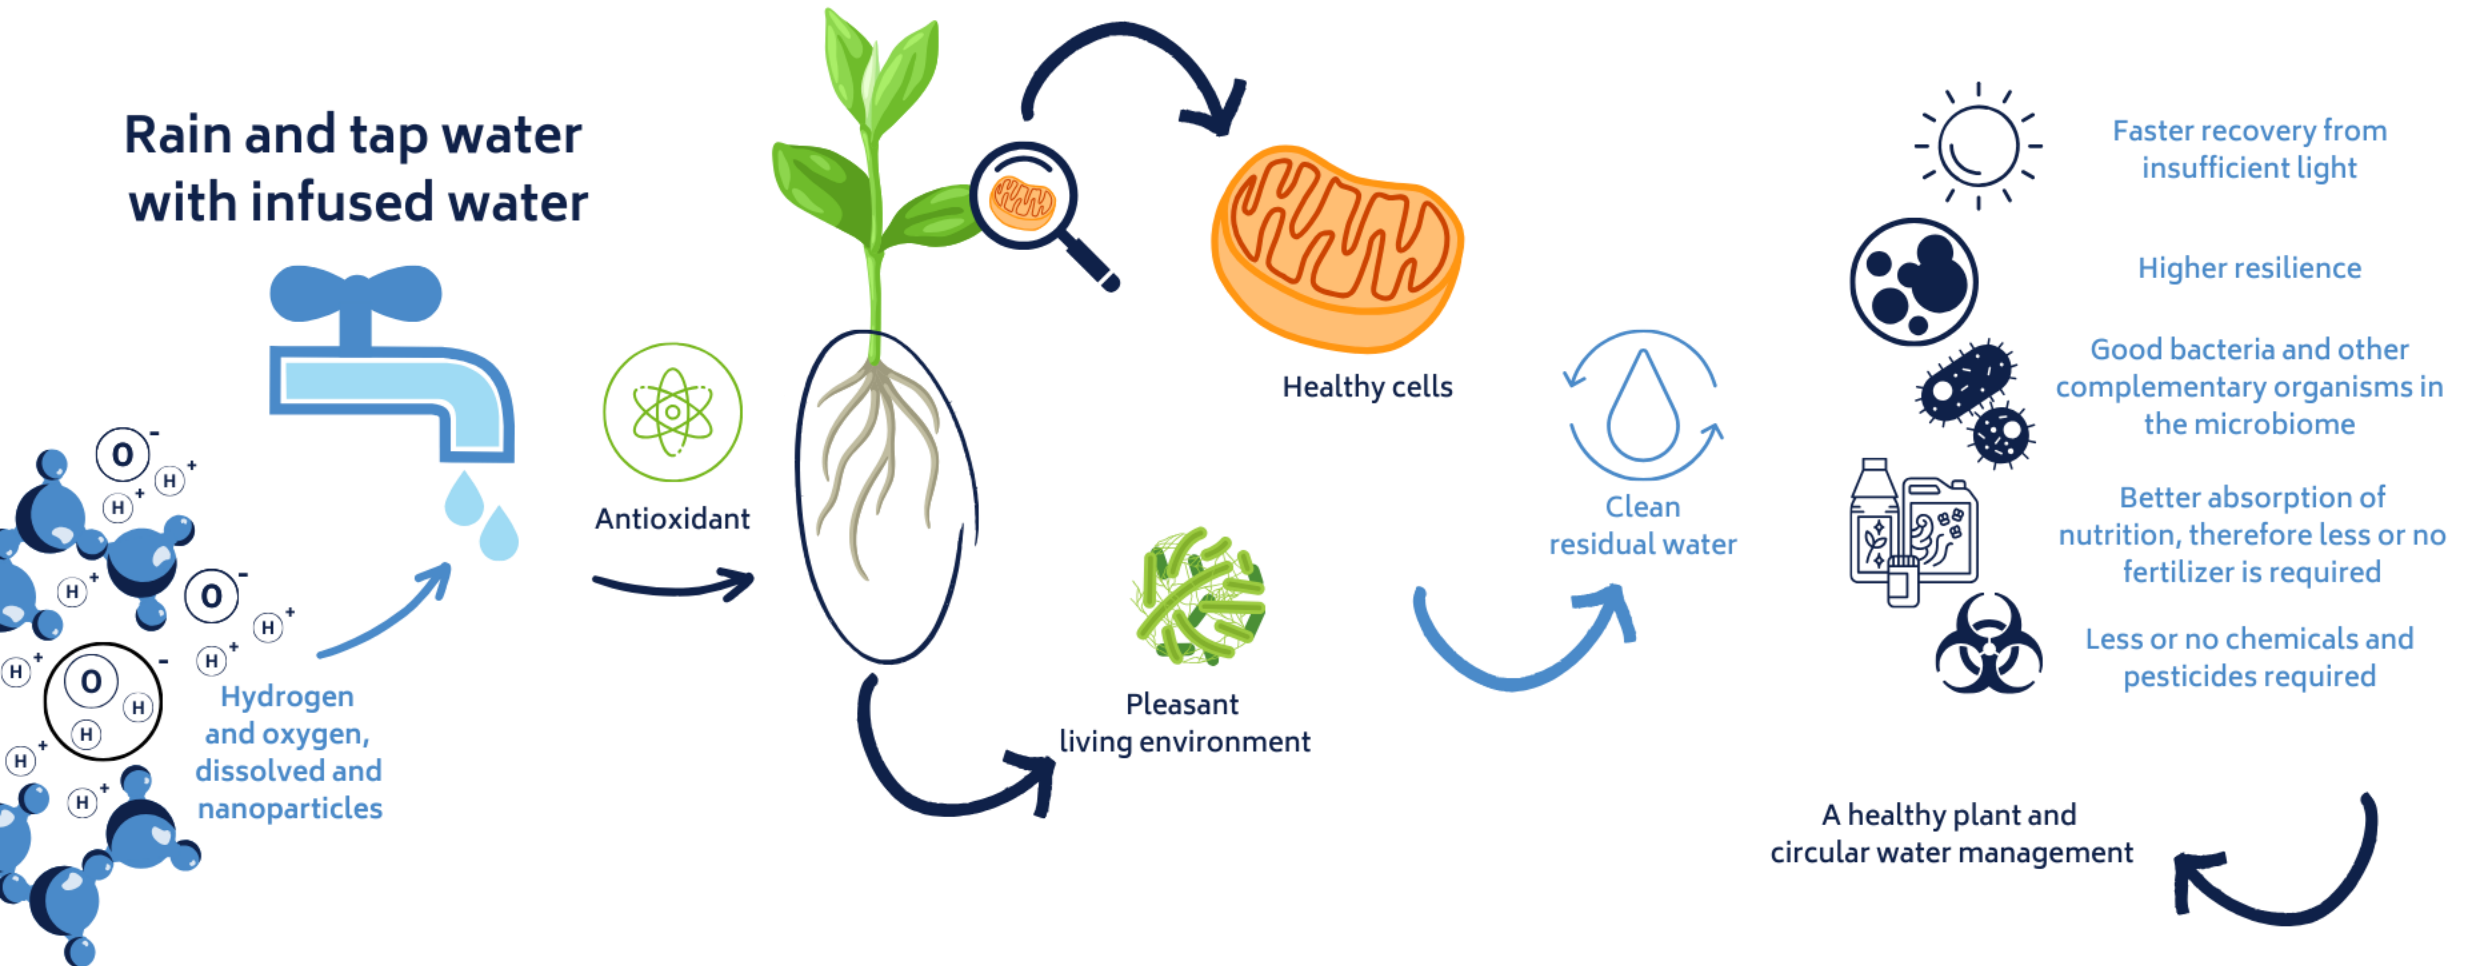 Rain and tap water
with infused water
O -
H +
H +
H +
O -
H +
H +
H +
O -
H
H
H +
H +
Hydrogen
and oxygen,
dissolved and
nanoparticles
Antioxidant
Healthy cells
Pleasant
living environment
Clean
residual water
Faster recovery from
insufficient light
Higher resilience
Good bacteria and other
complementary organisms in
the microbiome
Better absorption of
nutrition, therefore less or no
fertilizer is required
Less or no chemicals and
pesticides required
A healthy plant and
circular water management